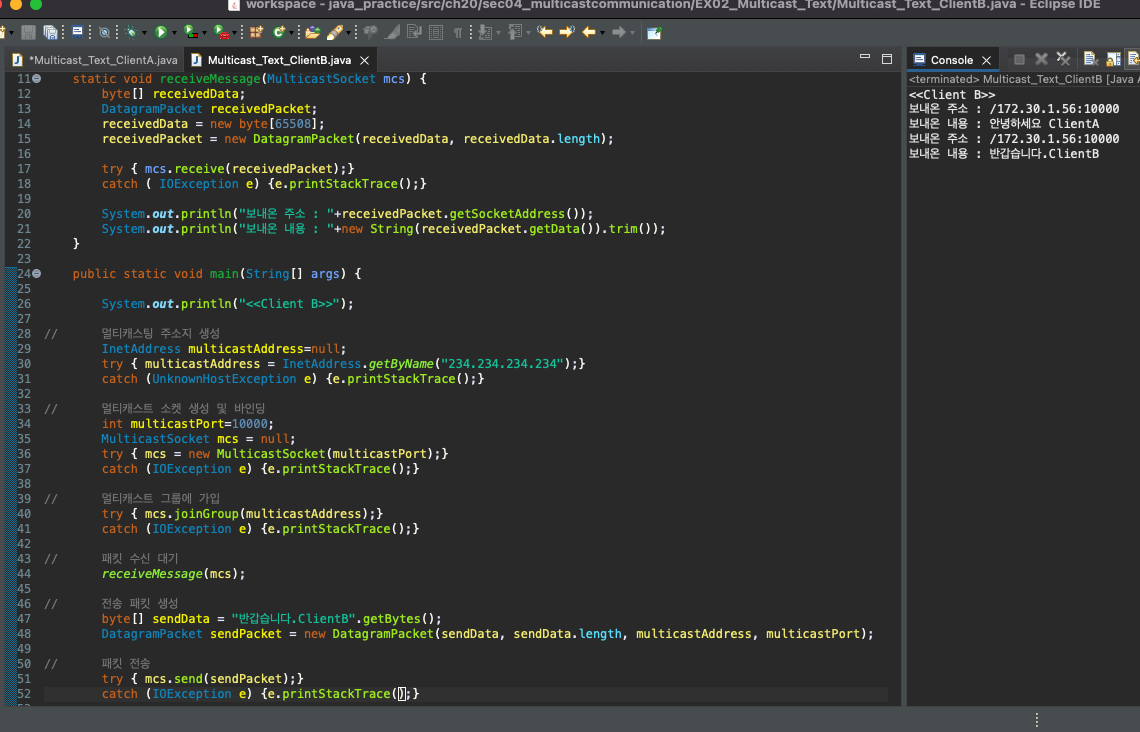 workspace - java_practice/src/ch20/sec04_multicastcommunication/EX02_Multicast_Text/Multicast_Text_ClientB.java - Eclipse IDE
*Multicast_Text_ClientA.java
Multicast_Text_ClientB.java
11 static void receiveMessage(MulticastSocket mcs) {
12 byte[] receivedData;
13 DatagramPacket receivedPacket;
14 receivedData = new byte[65508];
15 receivedPacket = new DatagramPacket(receivedData, receivedData.length);
16
17 try { mcs.receive(receivedPacket);}
18 catch ( IOException e) {e.printStackTrace();}
19
20 System.out.println("보내온 주소 : "+receivedPacket.getSocketAddress());
21 System.out.println("보내온 내용 : "+new String(receivedPacket.getData()).trim());
22 }
23
24 public static void main(String[] args) {
25
26 System.out.println("<<Client B>>");
27
28 // 멀티캐스팅 주소지 생성
29 InetAddress multicastAddress=null;
30 try { multicastAddress = InetAddress.getByName("234.234.234.234");}
31 catch (UnknownHostException e) {e.printStackTrace();}
32
33 // 멀티캐스트 소켓 생성 및 바인딩
34 int multicastPort=10000;
35 MulticastSocket mcs = null;
36 try { mcs = new MulticastSocket(multicastPort);}
37 catch (IOException e) {e.printStackTrace();}
38
39 // 멀티캐스트 그룹에 가입
40 try { mcs.joinGroup(multicastAddress);}
41 catch (IOException e) {e.printStackTrace();}
42
43 // 패킷 수신 대기
44 receiveMessage(mcs);
45
46 // 전송 패킷 생성
47 byte[] sendData = "반갑습니다.ClientB".getBytes();
48 DatagramPacket sendPacket = new DatagramPacket(sendData, sendData.length, multicastAddress, multicastPort);
49
50 // 패킷 전송
51 try { mcs.send(sendPacket);}
52 catch (IOException e) {e.printStackTrace();}
Console
<terminated> Multicast_Text_ClientB [Java
<<Client B>>
보내온 주소 : /172.30.1.56:10000
보내온 내용 : 안녕하세요 ClientA
보내온 주소 : /172.30.1.56:10000
보내온 내용 : 반갑습니다.ClientB